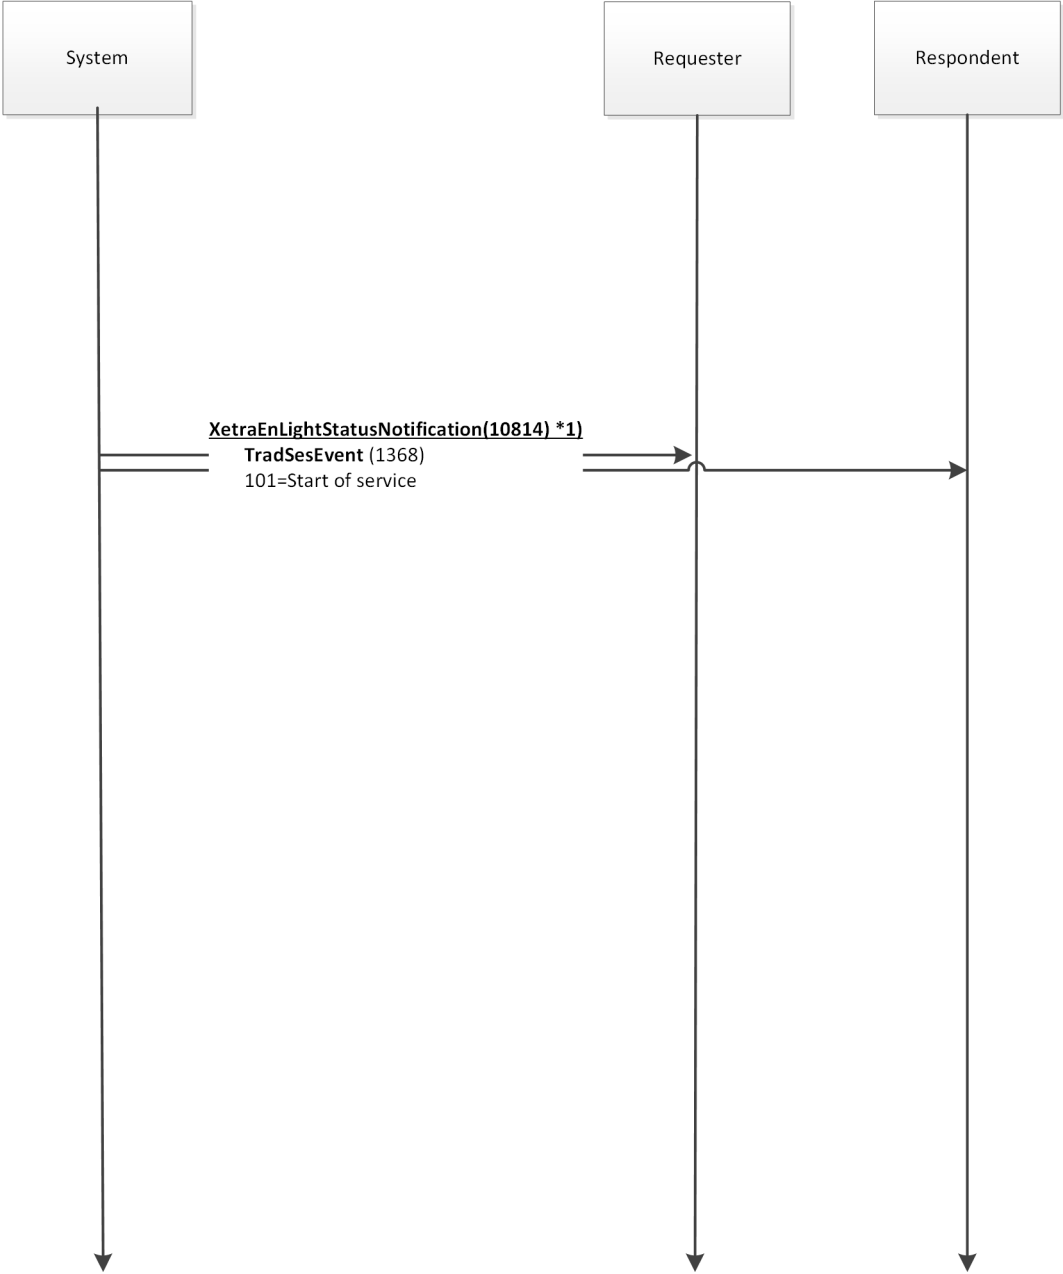 System
Requester
Respondent
XetraEnLightStatusNotification(10814) *1)
TradSesEvent (1368)
101=Start of service